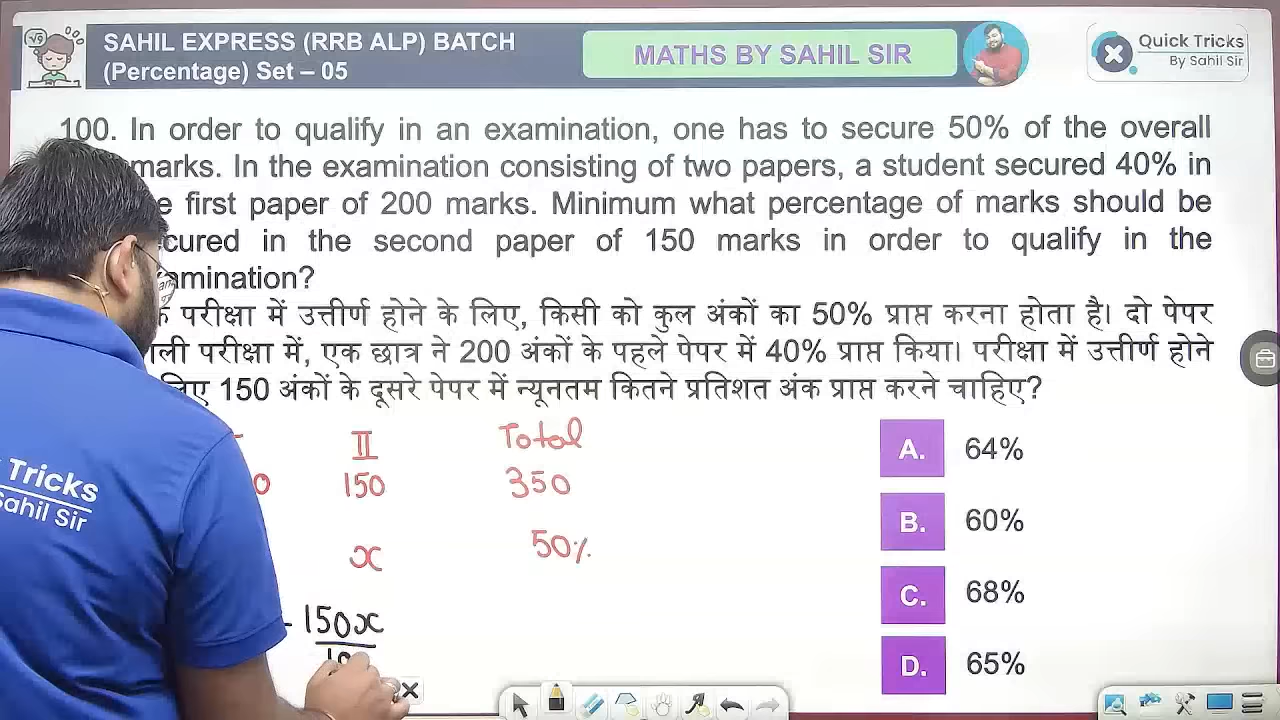 SAHIL EXPRESS (RRB ALP) BATCH
(Percentage) Set – 05
MATHS BY SAHIL SIR
Quick Tricks
By Sahil Sir
√9
100. In order to qualify in an examination, one has to secure 50% of the overall
marks. In the examination consisting of two papers, a student secured 40% in
first paper of 200 marks. Minimum what percentage of marks should be
in the second paper of 150 marks in order to qualify in the
परीक्षा में उत्तीर्ण होने के लिए, किसी को कुल अंकों का 50% प्राप्त करना होता है। दो पेपर
परीक्षा में, एक छात्र ने 200 अंकों के पहले पेपर में 40% प्राप्त किया। परीक्षा में उत्तीर्ण होने
150 अंकों के दूसरे पेपर में न्यूनतम कितने प्रतिशत अंक प्राप्त करने चाहिए?
II Total
150 350
x 50%
150x
A. 64%
B. 60%
C. 68%
D. 65%
Tricks
Sahil Sir